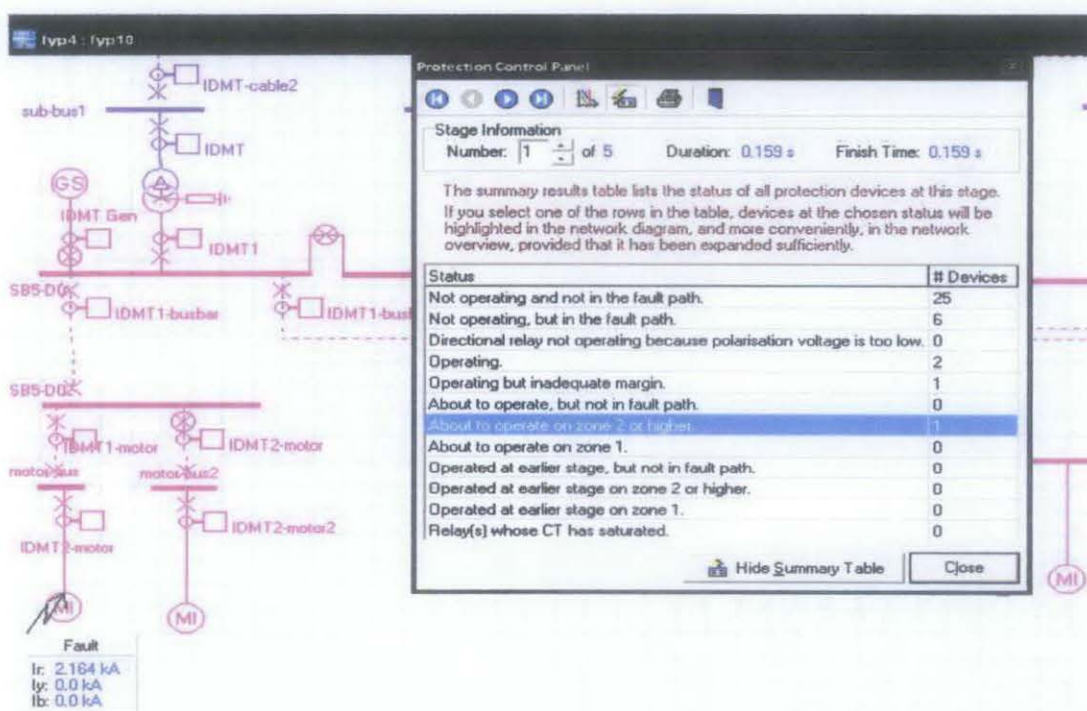 fyp4 : fyp10
IDMT-cable2
sub-bus1
IDMT
GS
IDMT Gen
IDMT1
SB5-D0
IDMT1-busbar
IDMT1-bus
SB5-D02
IDMT1-motor
IDMT2-motor
motor-bus
motor-bus2
IDMT2-motor
IDMT2-motor2
MI
MI
MI
Fault
Ir: 2.164 kA
Iy: 0.0 kA
Ib: 0.0 kA
Protection Control Panel
Stage Information
Number: 1 of 5 Duration: 0.159 s Finish Time: 0.159 s
The summary results table lists the status of all protection devices at this stage.
If you select one of the rows in the table, devices at the chosen status will be
highlighted in the network diagram, and more conveniently, in the network
overview, provided that it has been expanded sufficiently.
Status # Devices
Not operating and not in the fault path. 25
Not operating, but in the fault path. 6
Directional relay not operating because polarisation voltage is too low. 0
Operating. 2
Operating but inadequate margin. 1
About to operate, but not in fault path. 0
About to operate on zone 2 or higher. 1
About to operate on zone 1. 0
Operated at earlier stage, but not in fault path. 0
Operated at earlier stage on zone 2 or higher. 0
Operated at earlier stage on zone 1. 0
Relay(s) whose CT has saturated. 0
Hide Summary Table Close